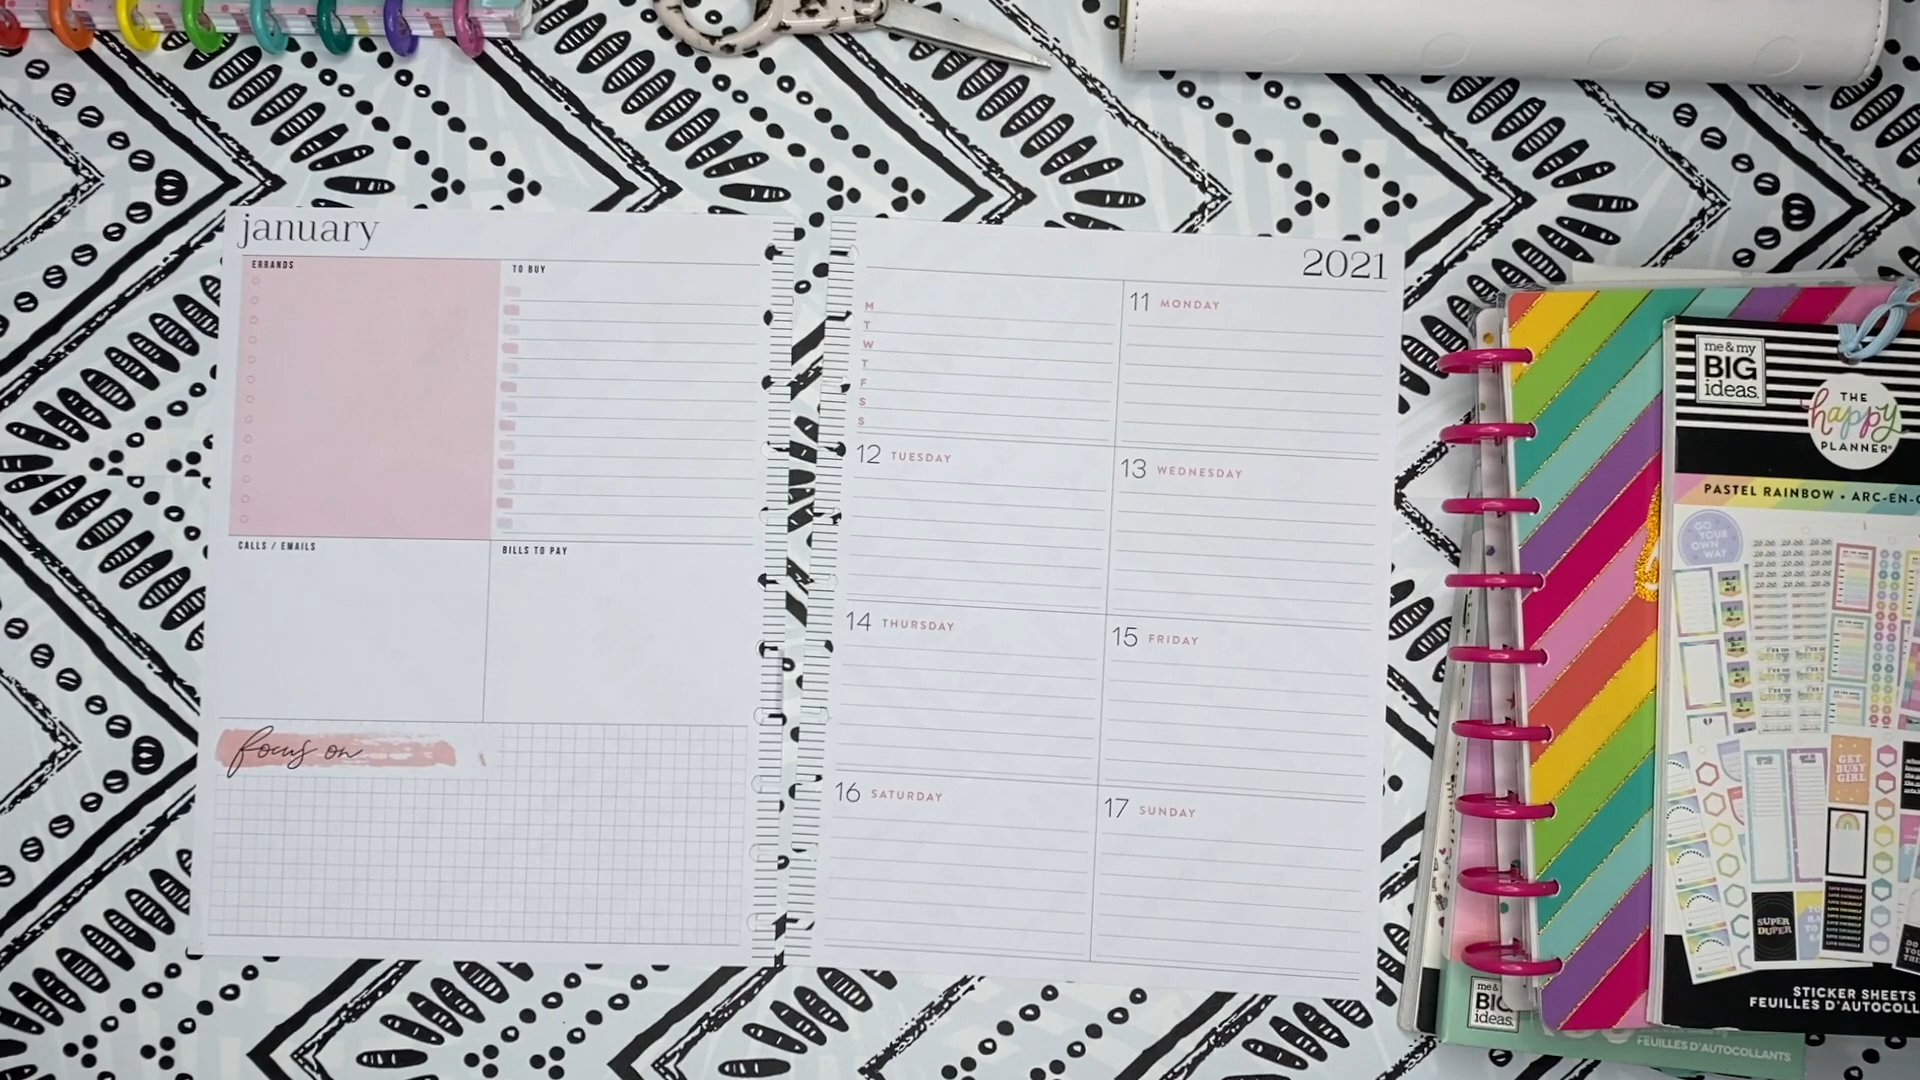 january
ERRANDS
TO BUY
CALLS / EMAILS
BILLS TO PAY
focus on
2021
M
T
W
T
F
S
S
11 MONDAY
12 TUESDAY
13 WEDNESDAY
14 THURSDAY
15 FRIDAY
16 SATURDAY
17 SUNDAY
me & my
BIG
ideas.
THE
happy
PLANNER®
PASTEL RAINBOW • ARC-EN-C
GO
YOUR
OWN
WAY
GET
BUSY
GIRL
SUPER
DUPER
STICKER SHEETS
FEUILLES D'AUTOCOLL
me &
BIG
ideas.
FEUILLES D'AUTOCOLLANTS